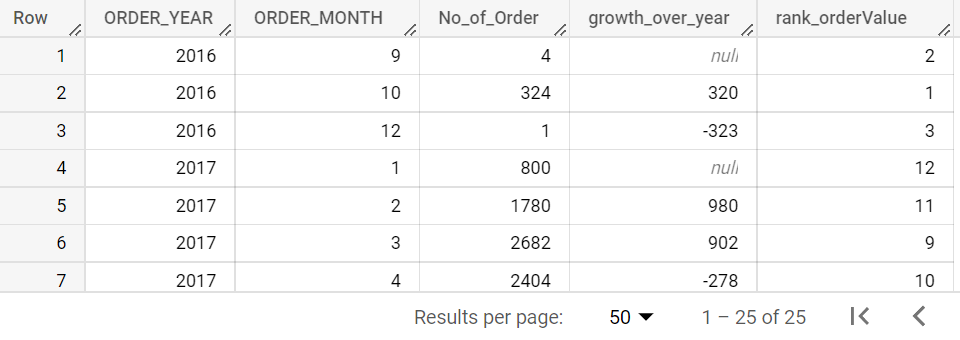 Row ORDER_YEAR ORDER_MONTH No_of_Order growth_over_year rank_orderValue
1 2016 9 4 null 2
2 2016 10 324 320 1
3 2016 12 1 -323 3
4 2017 1 800 null 12
5 2017 2 1780 980 11
6 2017 3 2682 902 9
7 2017 4 2404 -278 10
Results per page: 50 1 – 25 of 25